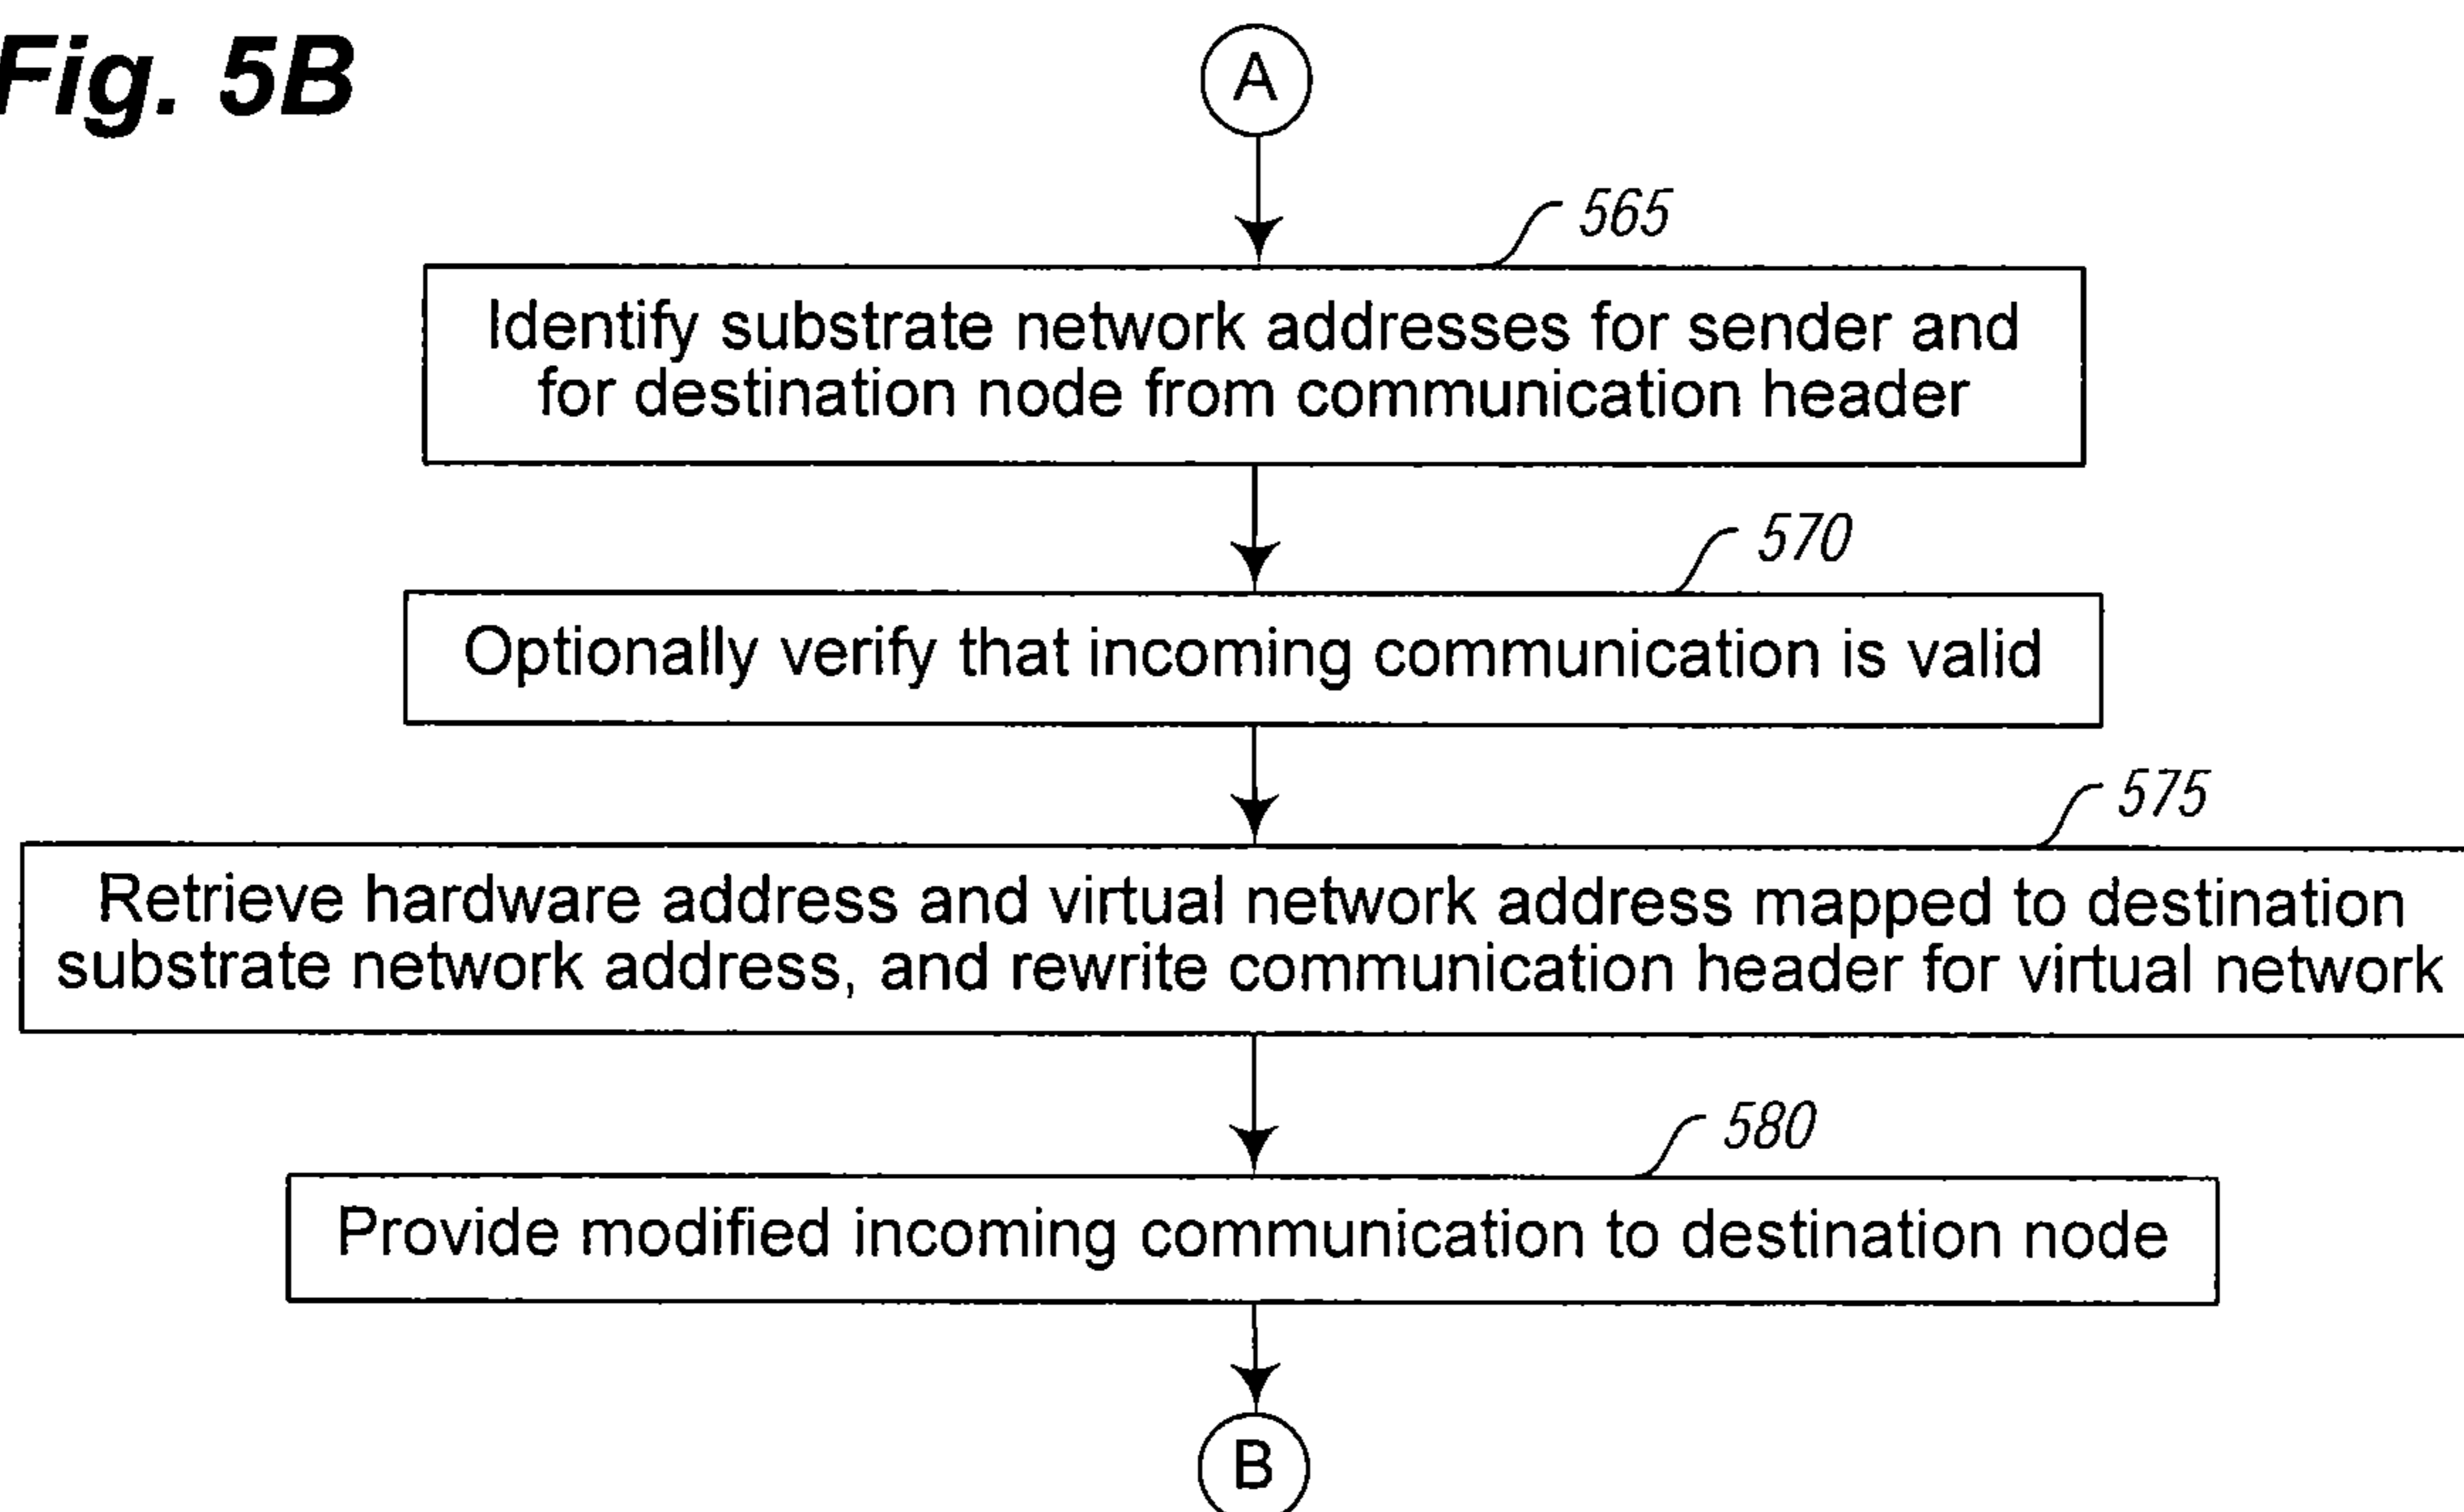 Fig. 5B
A
565
Identify substrate network addresses for sender and
for destination node from communication header
570
Optionally verify that incoming communication is valid
575
Retrieve hardware address and virtual network address mapped to destination
substrate network address, and rewrite communication header for virtual network
580
Provide modified incoming communication to destination node
B